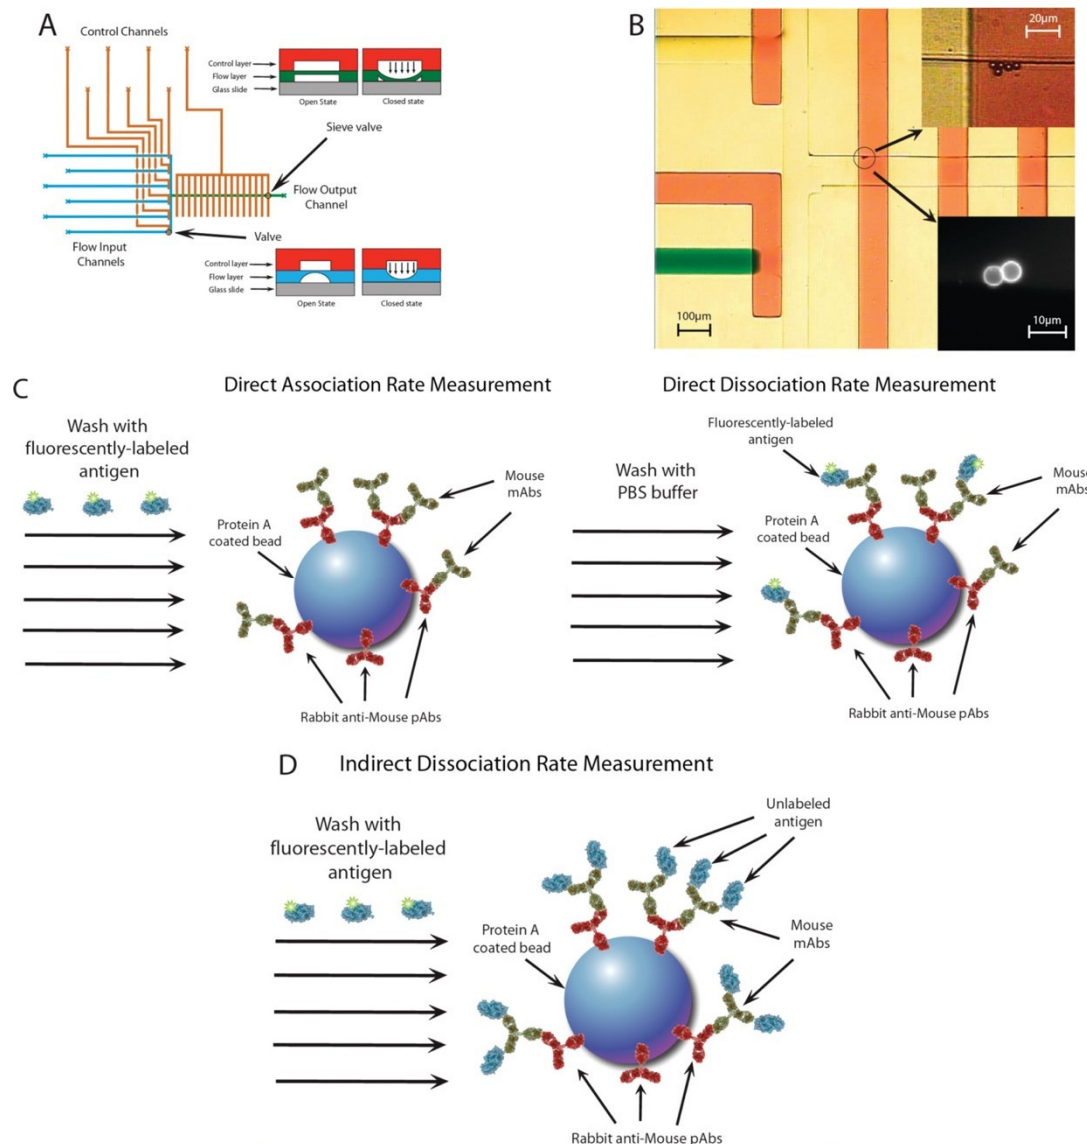 A
Control Channels
Control layer
Flow layer
Glass slide
Open State
Closed state
Sieve valve
Flow Output
Channel
Valve
Flow Input
Channels
Control layer
Flow layer
Glass slide
Open State
Closed state
B
20µm
100µm
10µm
C
Direct Association Rate Measurement
Wash with
fluorescently-labeled
antigen
Protein A
coated bead
Mouse
mAbs
Rabbit anti-Mouse pAbs
Direct Dissociation Rate Measurement
Fluorescently-labeled
antigen
Wash with
PBS buffer
Protein A
coated bead
Mouse
mAbs
Rabbit anti-Mouse pAbs
D
Indirect Dissociation Rate Measurement
Wash with
fluorescently-labeled
antigen
Unlabeled
antigen
Protein A
coated bead
Mouse
mAbs
Rabbit anti-Mouse pAbs